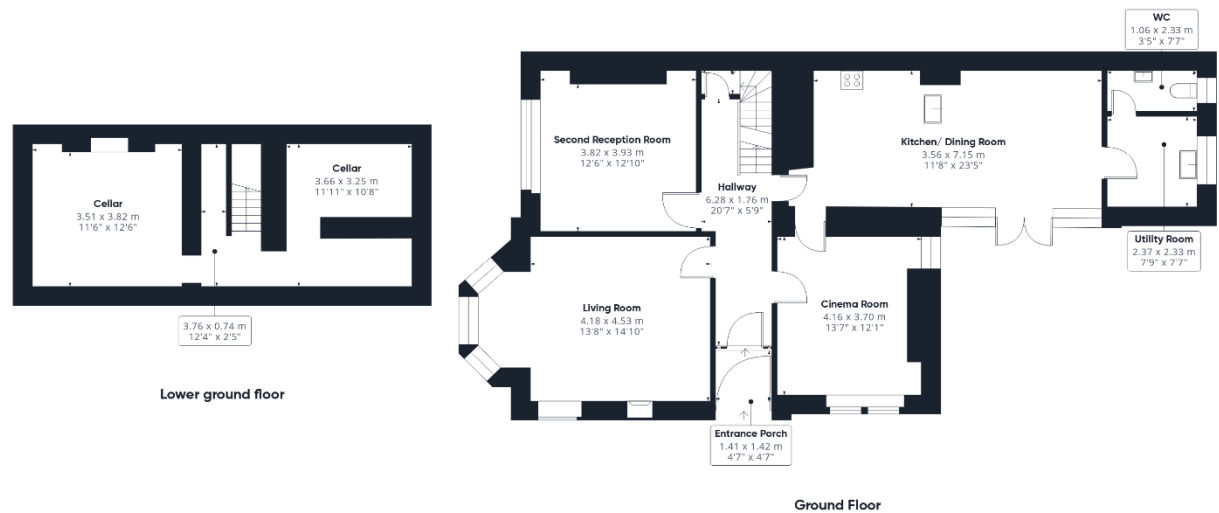 WC
1.06 x 2.33 m
3'5" x 7'7"
Second Reception Room
3.82 x 3.93 m
12'6" x 12'10"
Kitchen/ Dining Room
3.56 x 7.15 m
11'8" x 23'5"
Hallway
6.28 x 1.76 m
20'7" x 5'9"
Cellar
3.51 x 3.82 m
11'6" x 12'6"
Cellar
3.66 x 3.25 m
11'11" x 10'8"
Utility Room
2.37 x 2.33 m
7'9" x 7'7"
Living Room
4.18 x 4.53 m
13'8" x 14'10"
Cinema Room
4.16 x 3.70 m
13'7" x 12'1"
3.76 x 0.74 m
12'4" x 2'5"
Lower ground floor
Entrance Porch
1.41 x 1.42 m
4'7" x 4'7"
Ground Floor